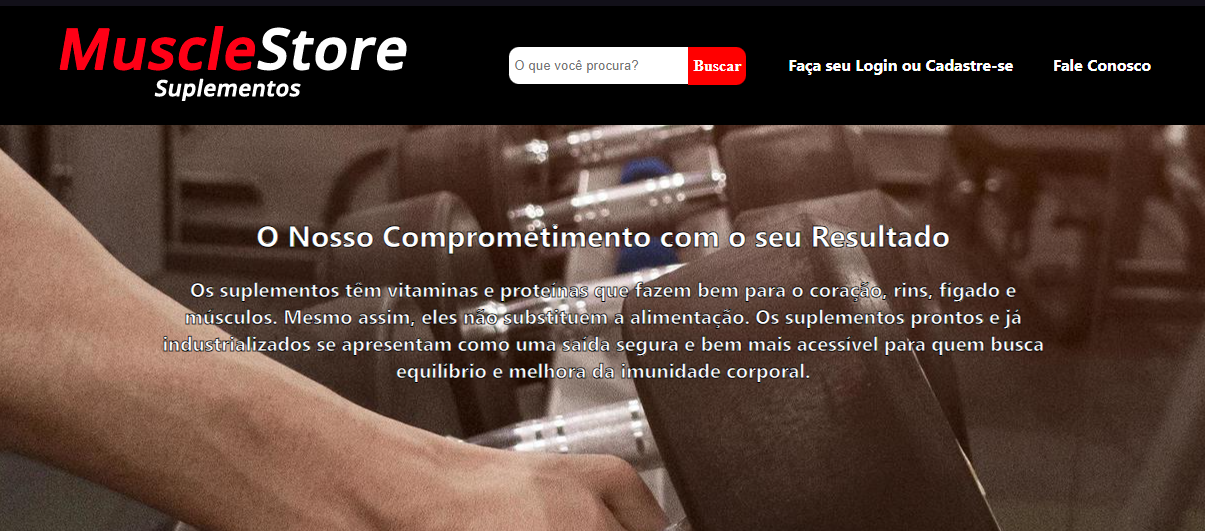 MuscleStore
Suplementos
O que você procura?
Buscar
Faça seu Login ou Cadastre-se
Fale Conosco
O Nosso Comprometimento com o seu Resultado
Os suplementos têm vitaminas e proteínas que fazem bem para o coração, rins, fígado e
músculos. Mesmo assim, eles não substituem a alimentação. Os suplementos prontos e já
industrializados se apresentam como uma saída segura e bem mais acessível para quem busca
equilíbrio e melhora da imunidade corporal.